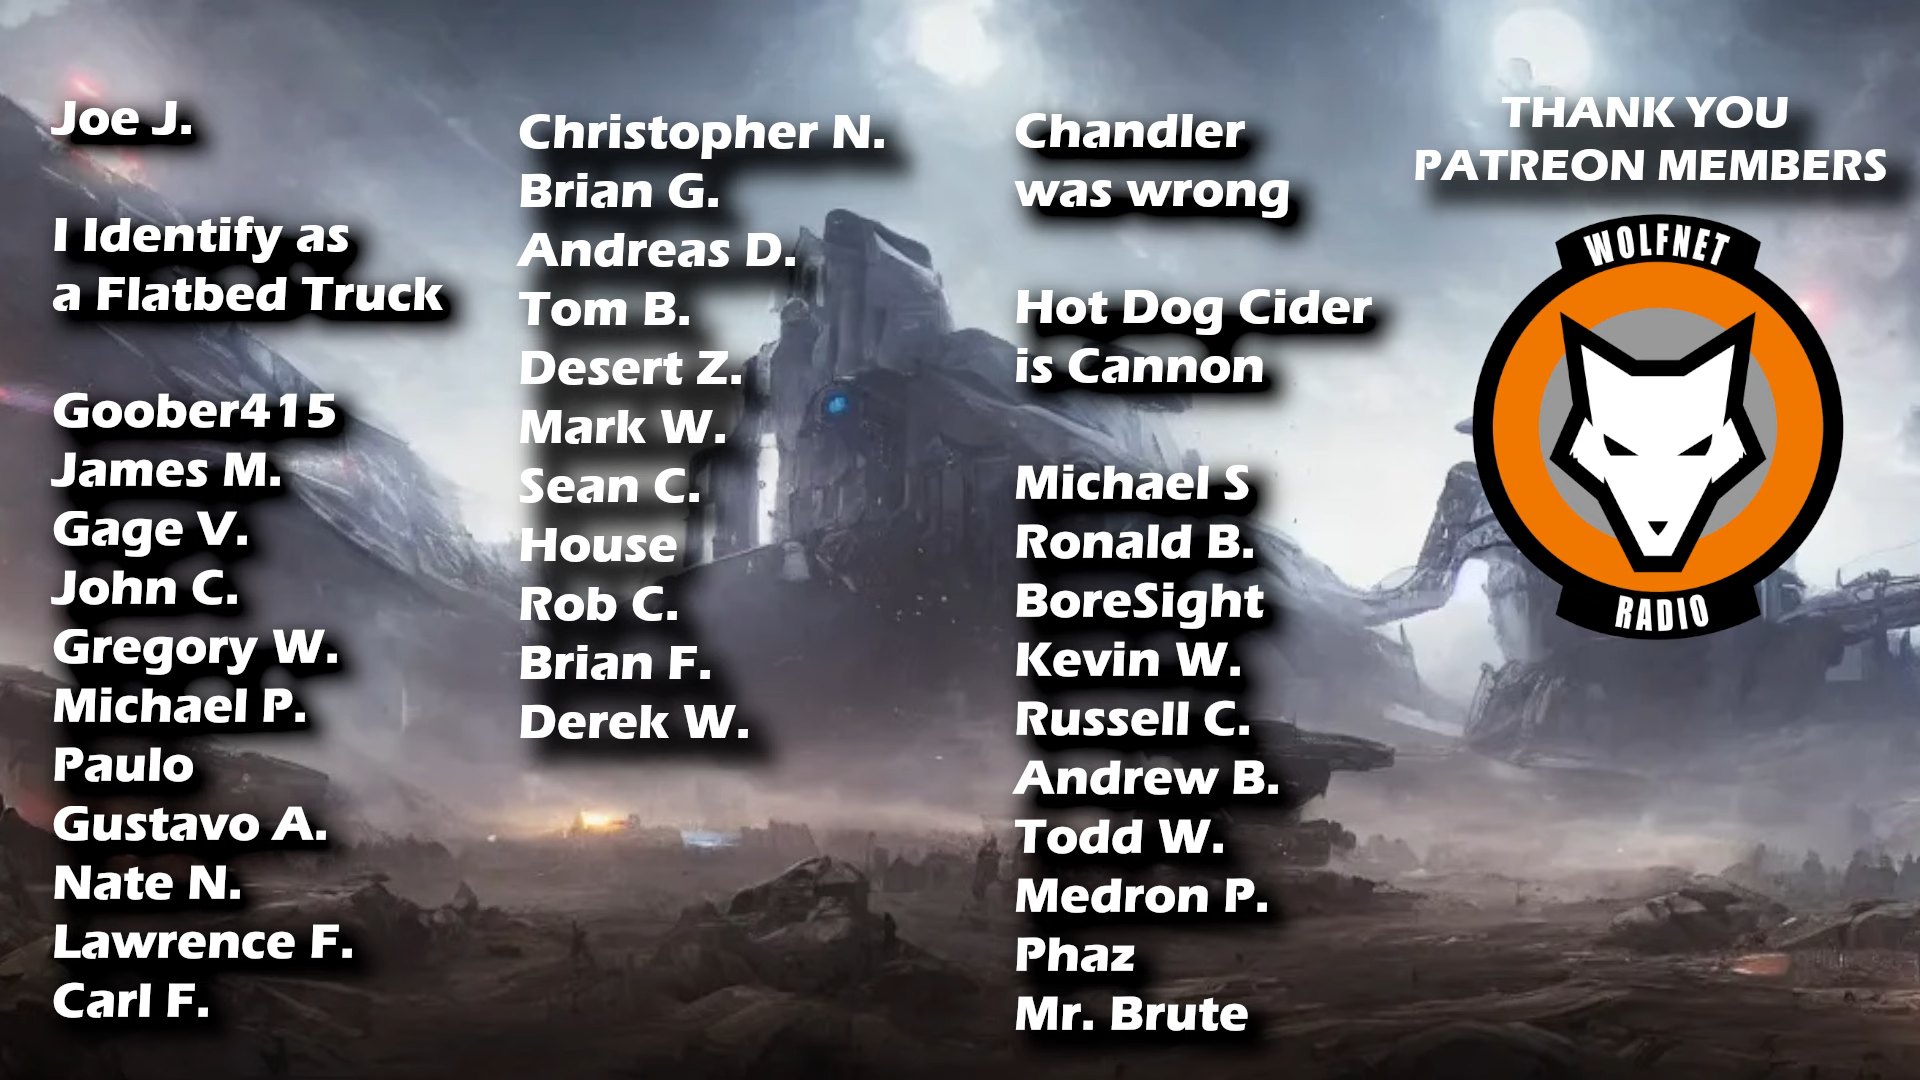 Joe J.
I Identify as
a Flatbed Truck
Goober415
James M.
Gage V.
John C.
Gregory W.
Michael P.
Paulo
Gustavo A.
Nate N.
Lawrence F.
Carl F.
Christopher N.
Brian G.
Andreas D.
Tom B.
Desert Z.
Mark W.
Sean C.
House
Rob C.
Brian F.
Derek W.
Chandler
was wrong
Hot Dog Cider
is Cannon
Michael S
Ronald B.
BoreSight
Kevin W.
Russell C.
Andrew B.
Todd W.
Medron P.
Phaz
Mr. Brute
THANK YOU
PATREON MEMBERS
WOLFNET
RADIO